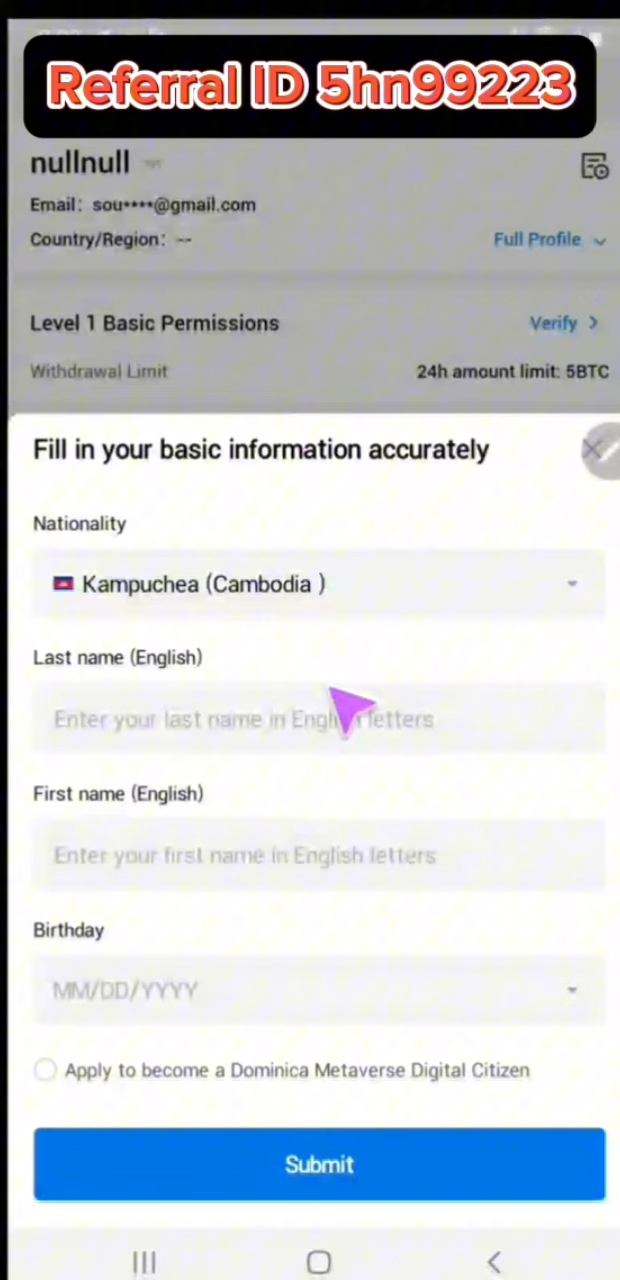 Referral ID 5hn99223
nullnull
Email: sou****@gmail.com
Country/Region: --
Full Profile
Level 1 Basic Permissions
Verify >
Withdrawal Limit
24h amount limit: 5BTC
Fill in your basic information accurately
Nationality
Kampuchea (Cambodia )
Last name (English)
Enter your last name in English letters
First name (English)
Enter your first name in English letters
Birthday
MM/DD/YYYY
Apply to become a Dominica Metaverse Digital Citizen
Submit